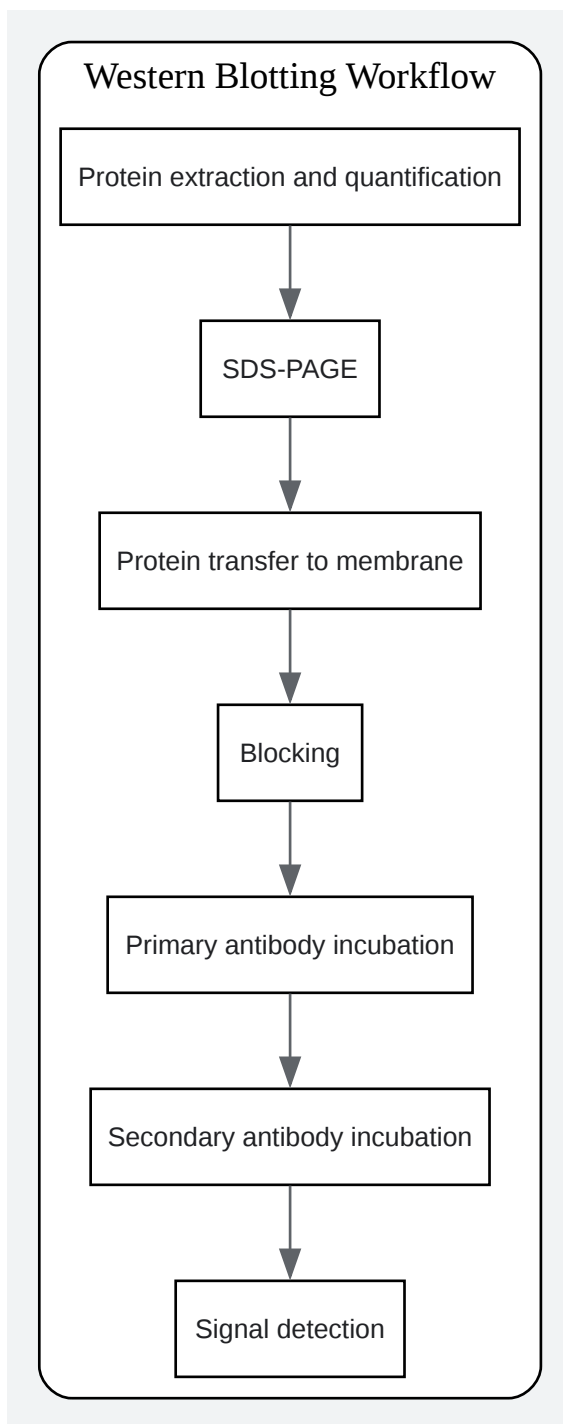 Western Blotting Workflow
Protein extraction and quantification
SDS-PAGE
Protein transfer to membrane
Blocking
Primary antibody incubation
Secondary antibody incubation
Signal detection